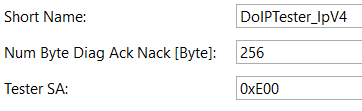 Short Name: DoIPTester_IpV4
Num Byte Diag Ack Nack [Byte]: 256
Tester SA: 0xE00